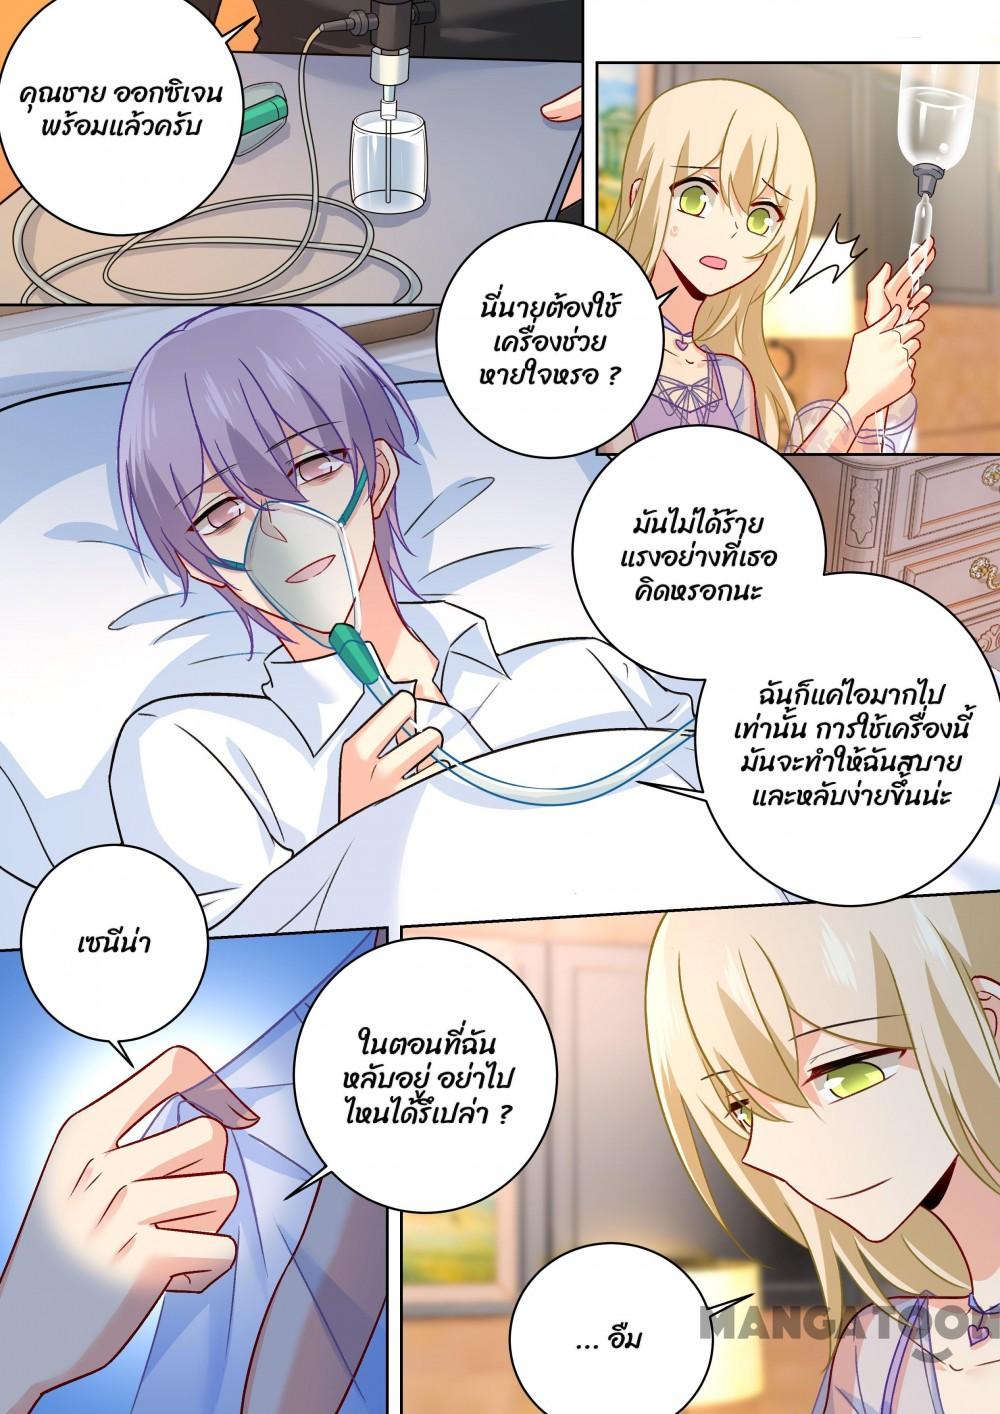 คุณชาย ออกซิเจน
พร้อมแล้วครับ
นี่นายต้องใช้
เครื่องช่วย
หายใจหรอ ?
มันไม่ได้ร้าย
แรงอย่างที่เธอ
คิดหรอกนะ
ฉันก็แค่ไอมากไป
เท่านั้น การใช้เครื่องนี้
มันจะทำให้ฉันสบาย
และหลับง่ายขึ้นน่ะ
เซนีน่า
ในตอนที่ฉัน
หลับอยู่ อย่าไป
ไหนได้รึเปล่า ?
... อืม
MANGATOON